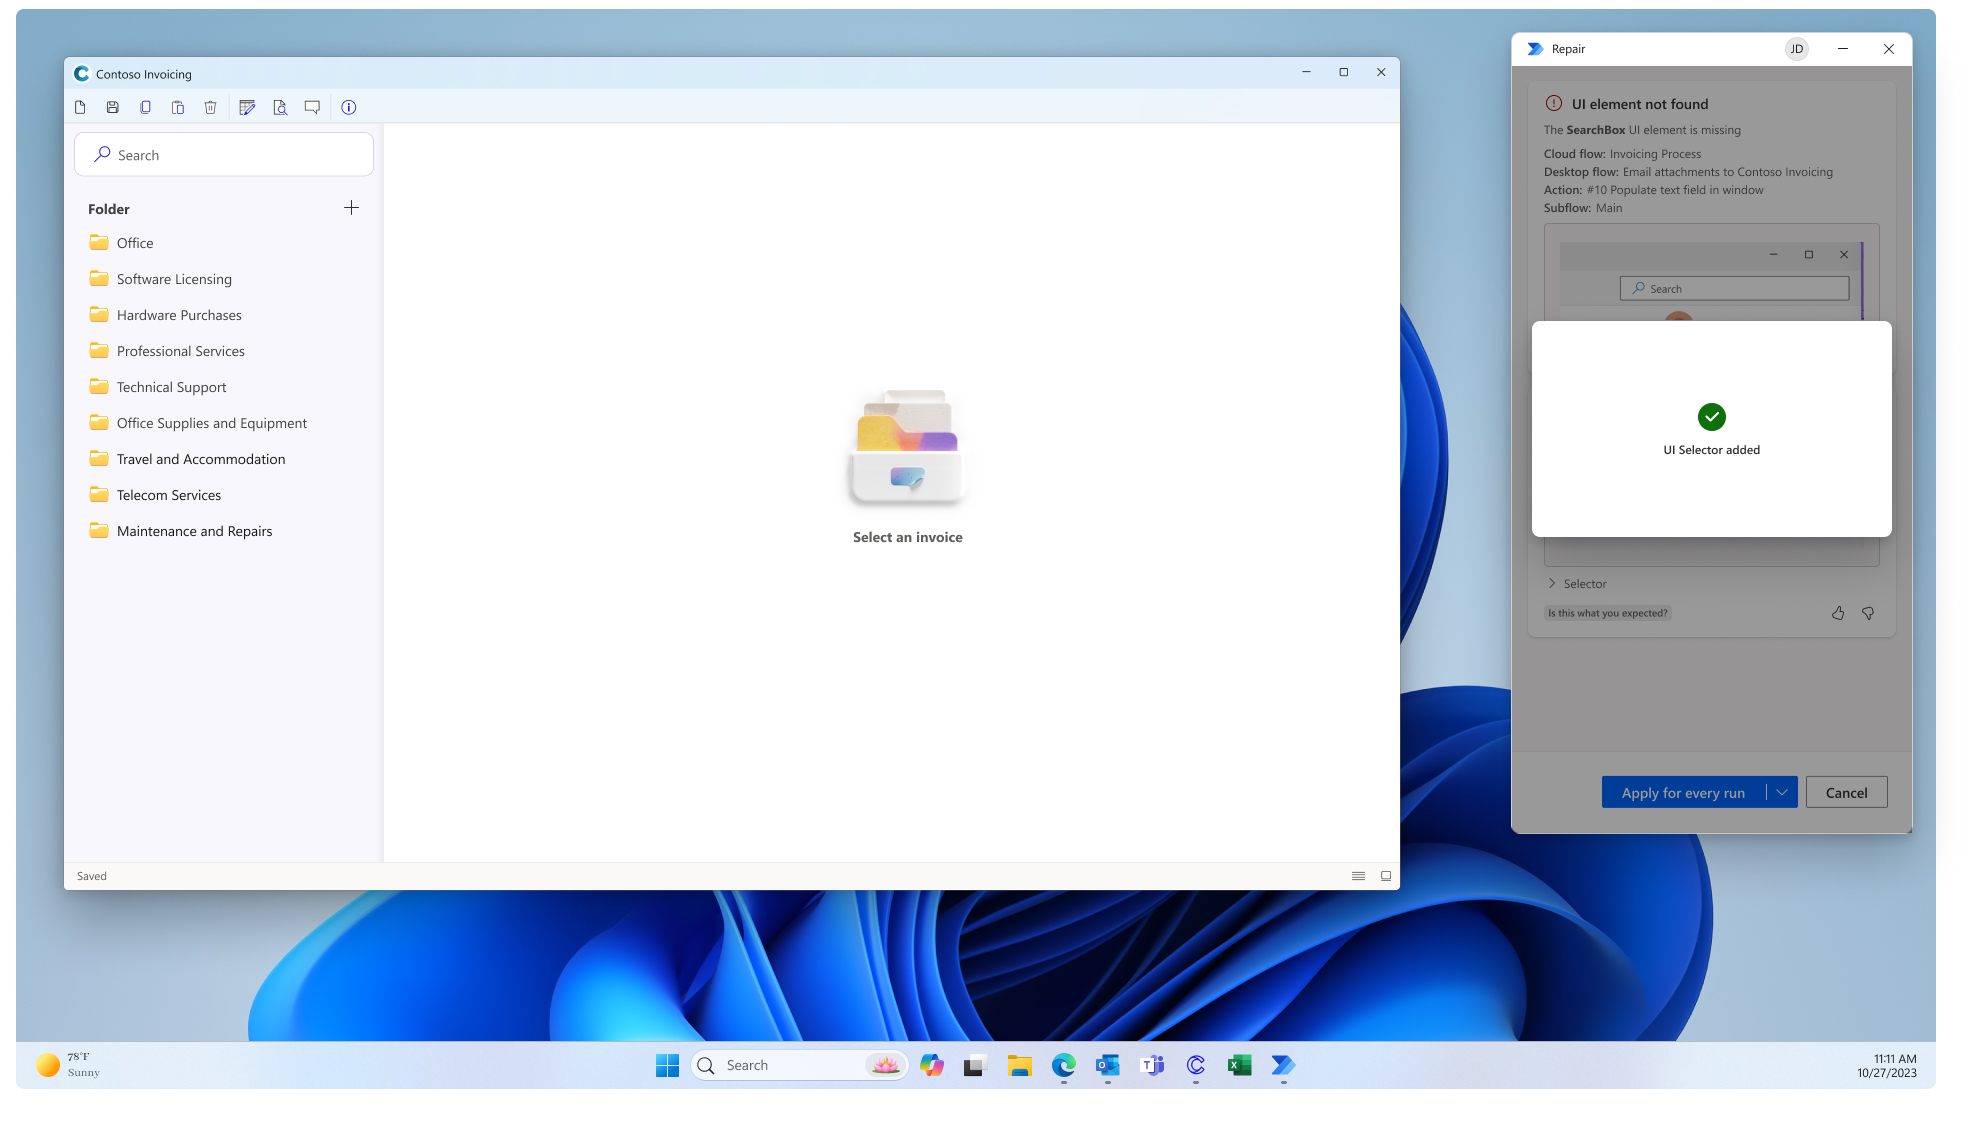 Contoso Invoicing
Search
Folder
Office
Software Licensing
Hardware Purchases
Professional Services
Technical Support
Office Supplies and Equipment
Travel and Accommodation
Telecom Services
Maintenance and Repairs
Select an invoice
Saved
Repair
JD
UI element not found
The SearchBox UI element is missing
Cloud flow: Invoicing Process
Desktop flow: Email attachments to Contoso Invoicing
Action: #10 Populate text field in window
Subflow: Main
Search
UI Selector added
Selector
Is this what you expected?
Apply for every run
Cancel
78°F
Sunny
Search
11:11 AM
10/27/2023